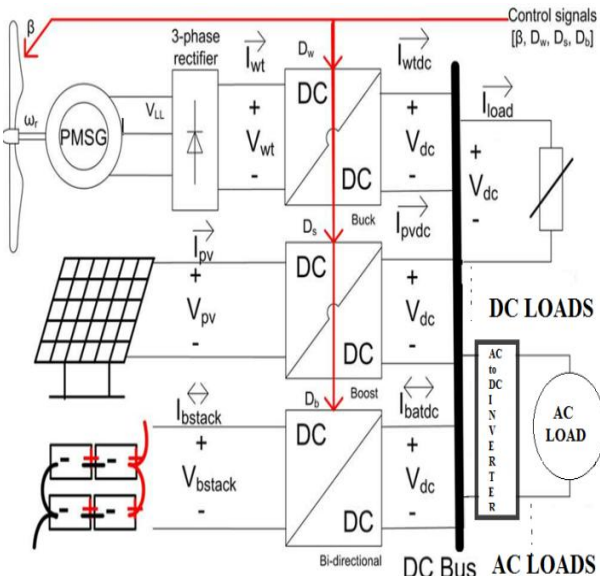 β
3-phase
rectifier
Control signals
[β, Dw, Ds, Db]
Iwt
Dw
Iwtdc
Iload
ωr
PMSG
VLL
+
Vwt
-
DC
DC
+
Vdc
-
+
Vdc
-
Buck
Ipv
Ds
Ipvdc
+
Vpv
-
DC
DC
+
Vdc
-
DC LOADS
Boost
Ibstack
Db
Ibatdc
+
Vbstack
-
DC
DC
+
Vdc
-
AC
to
DC
I
N
V
E
R
T
E
R
AC
LOAD
- -
- -
Bi-directional
DC Bus
AC LOADS